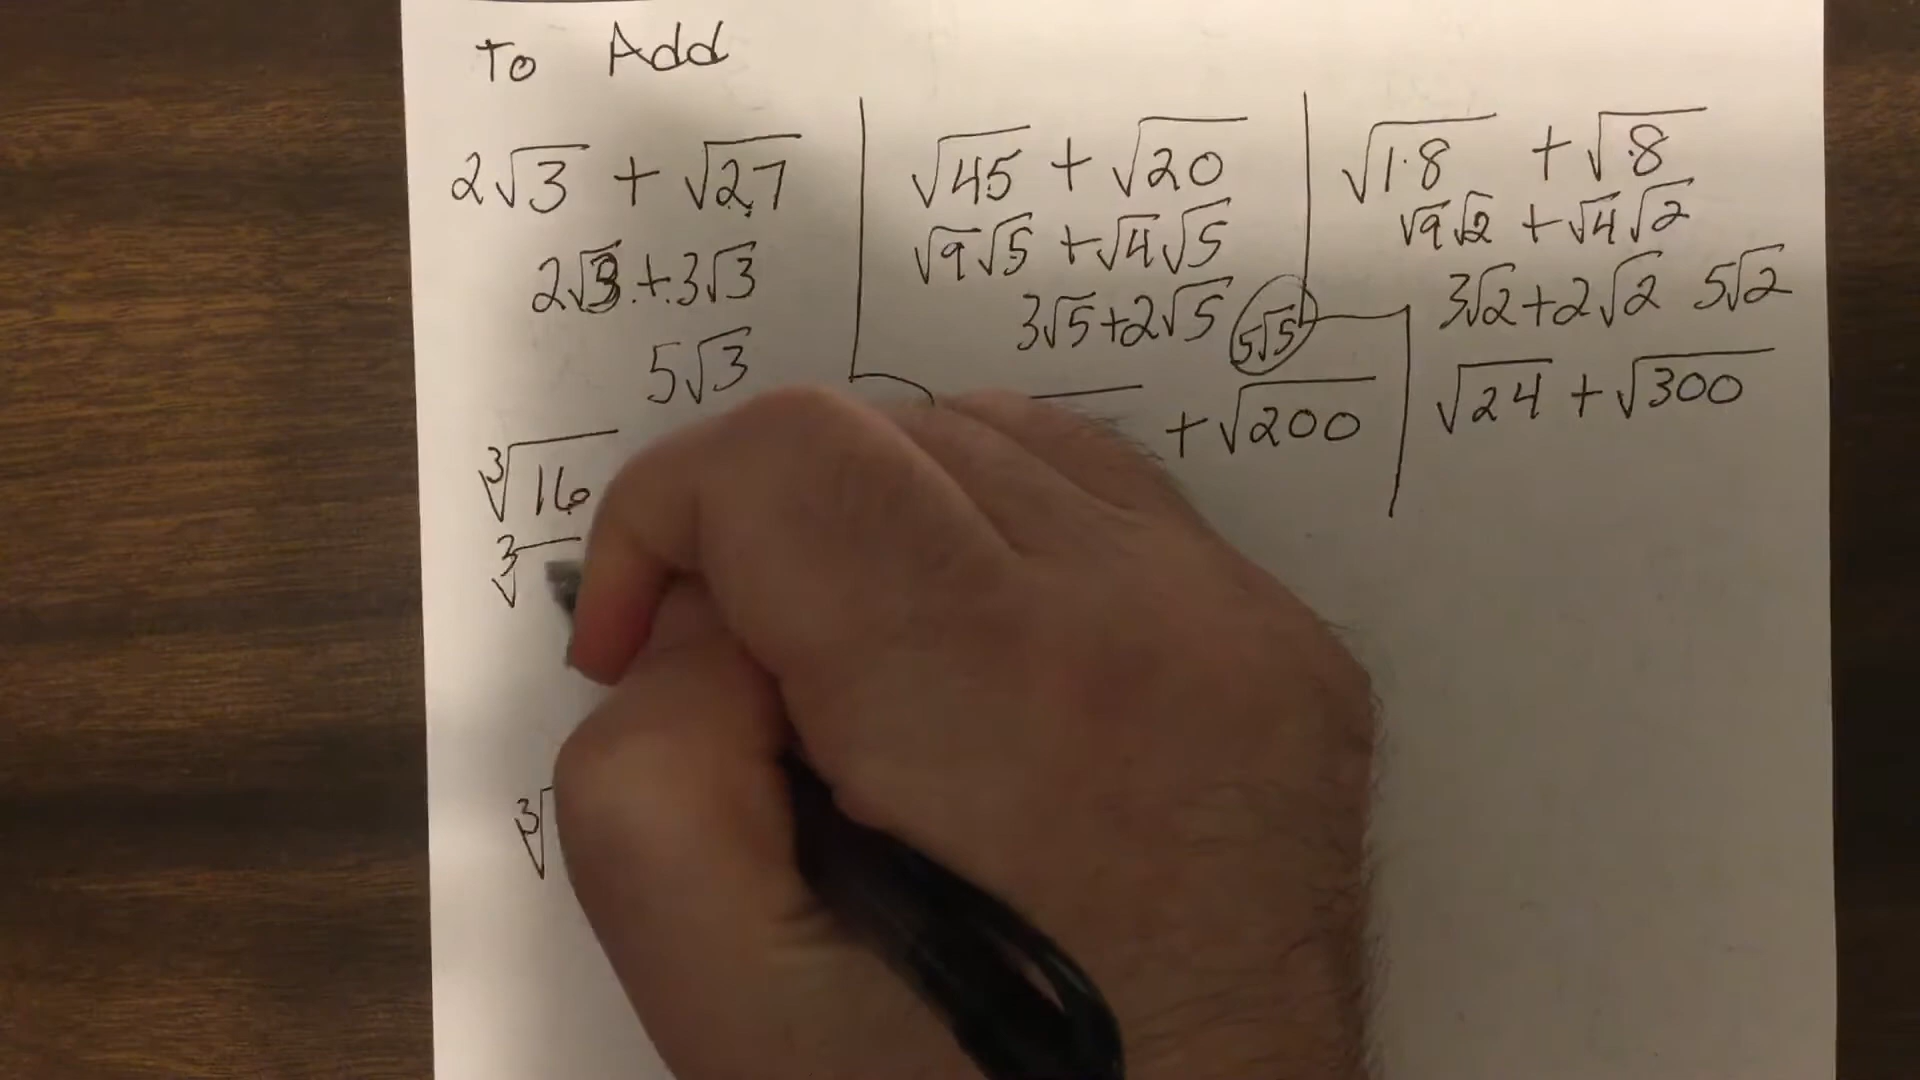 To Add
2√3 + √27
2√3 + 3√3
5√3
√45 + √20
√9√5 + √4√5
3√5+2√5 5√5
√1·8 + √8
√9√2 + √4√2
3√2+2√2 5√2
∛16
∛
∛
+ √200
√24 + √300